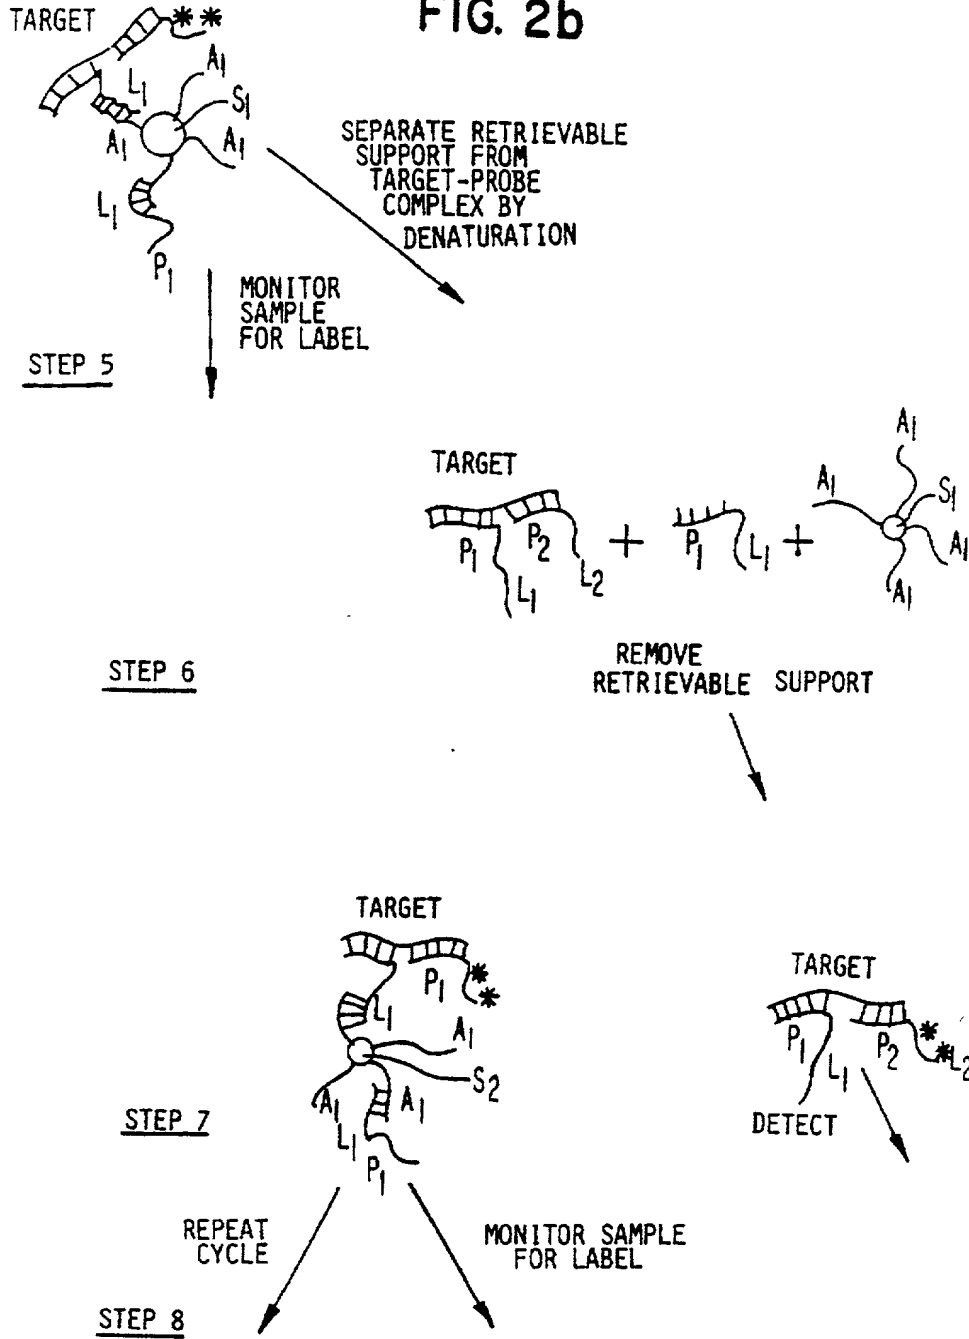 FIG. 2b
TARGET
**
L1
A1
S1
A1
A1
L1
P1
SEPARATE RETRIEVABLE
SUPPORT FROM
TARGET-PROBE
COMPLEX BY
DENATURATION
MONITOR
SAMPLE
FOR LABEL
STEP 5
TARGET
P1
P2
L1
L2
+
P1
L1
+
A1
A1
S1
A1
A1
STEP 6
REMOVE
RETRIEVABLE SUPPORT
TARGET
P1
**
L1
A1
S2
A1
A1
L1
P1
STEP 7
TARGET
P1
P2
**
L2
L1
DETECT
REPEAT
CYCLE
MONITOR SAMPLE
FOR LABEL
STEP 8